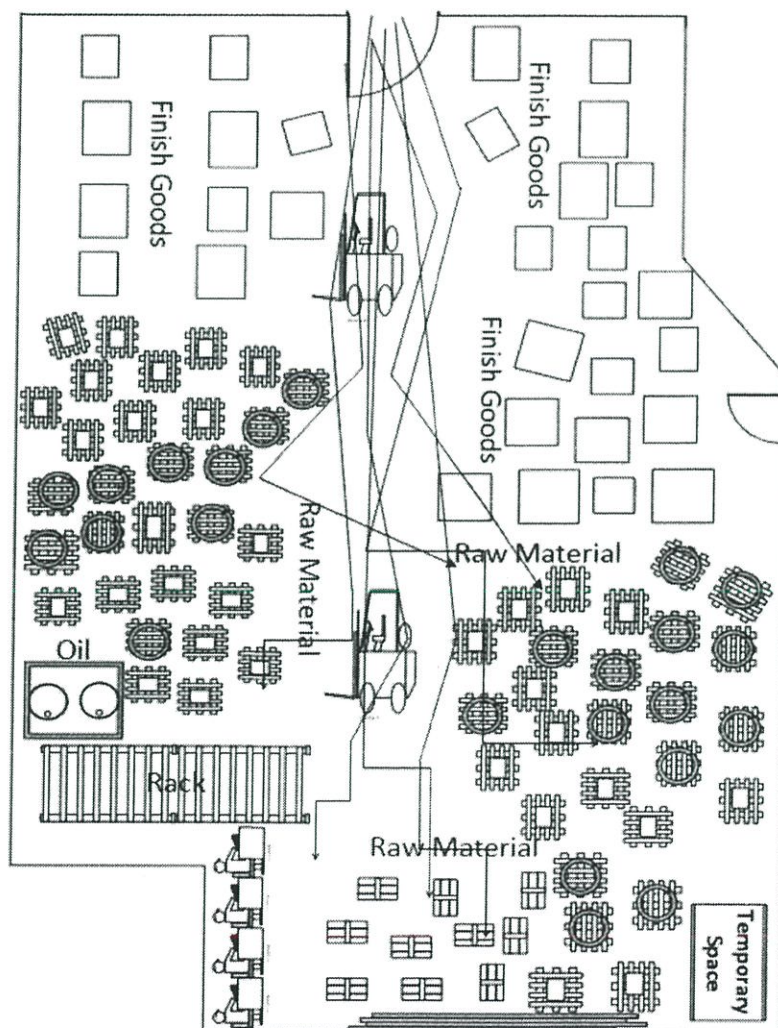 Finish Goods
Finish Goods
Finish Goods
Raw Material
Raw Material
Oil
Rack
Raw Material
Temporary
Space